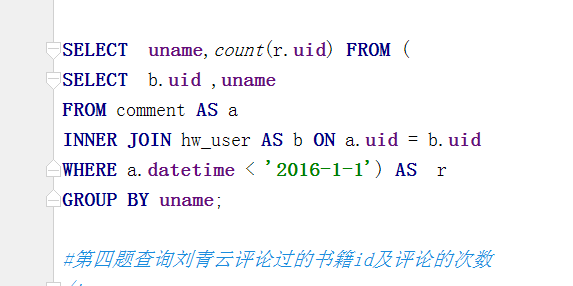 SELECT  uname,count(r.uid) FROM (
SELECT  b.uid ,uname
FROM comment AS a
INNER JOIN hw_user AS b ON a.uid = b.uid
WHERE a.datetime < '2016-1-1') AS  r
GROUP BY uname;
#第四题查询刘青云评论过的书籍id及评论的次数